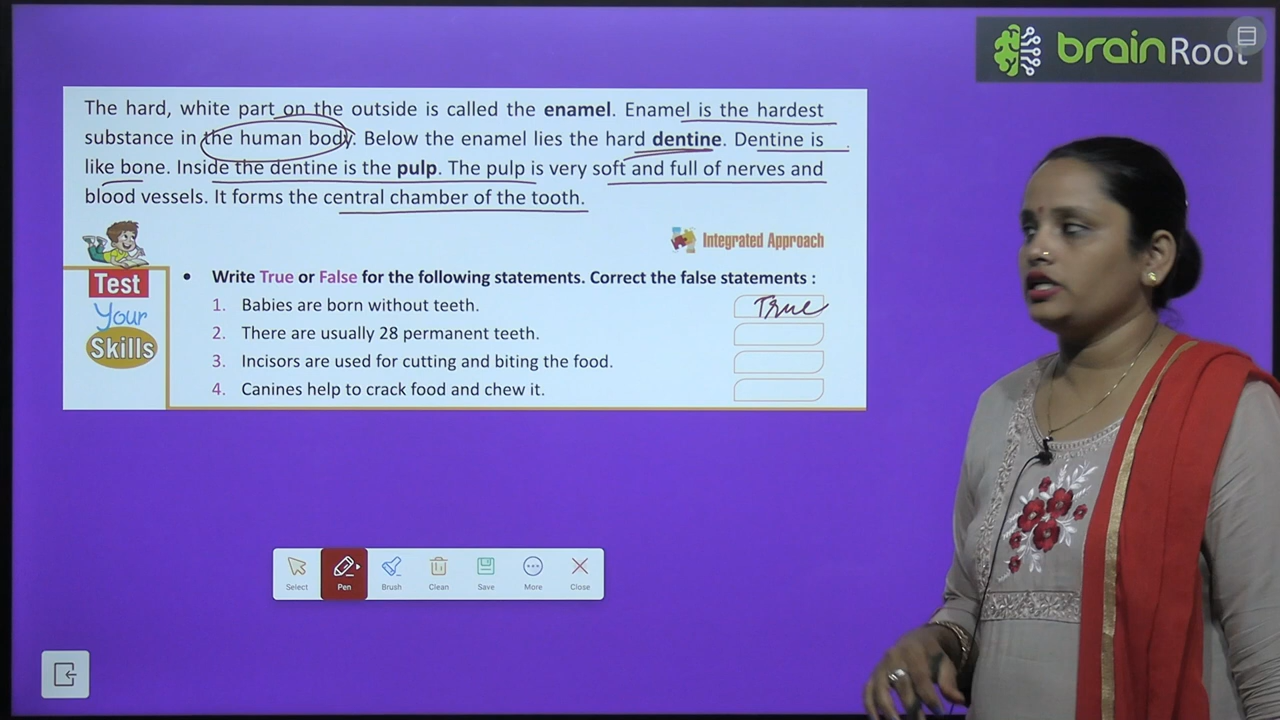 brainRoot
The hard, white part on the outside is called the enamel. Enamel is the hardest
substance in the human body. Below the enamel lies the hard dentine. Dentine is
like bone. Inside the dentine is the pulp. The pulp is very soft and full of nerves and
blood vessels. It forms the central chamber of the tooth.
Integrated Approach
Test
Your
Skills
• Write True or False for the following statements. Correct the false statements :
1. Babies are born without teeth. True
2. There are usually 28 permanent teeth.
3. Incisors are used for cutting and biting the food.
4. Canines help to crack food and chew it.
Select Pen Brush Clean Save More Close